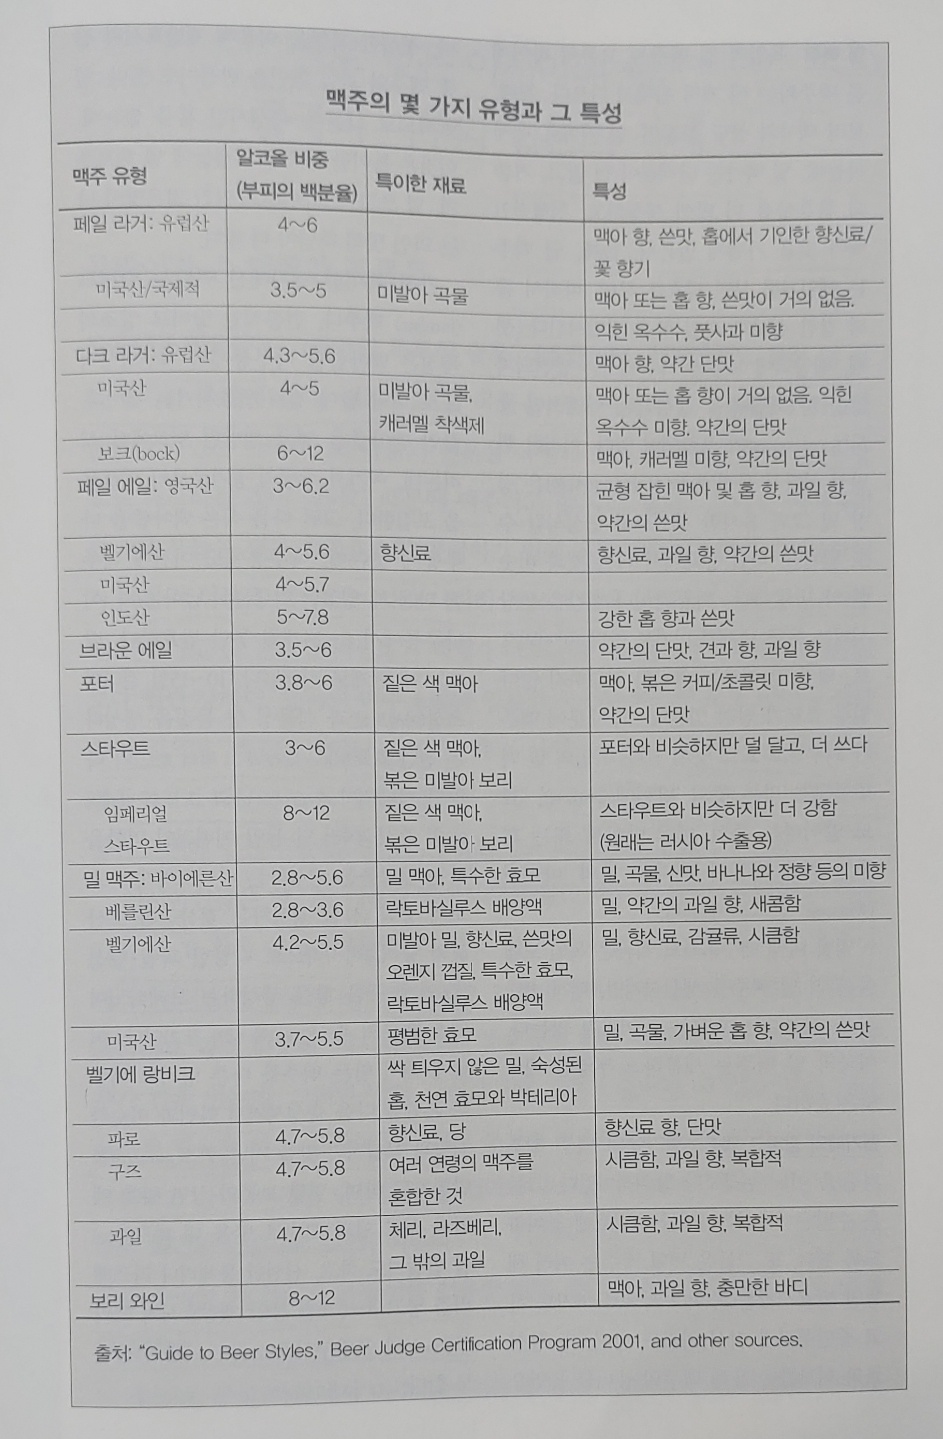 맥주의 몇 가지 유형과 그 특성
맥주 유형 알코올 비중 (부피의 백분율) 특이한 재료 특성
페일 라거: 유럽산 4~6 맥아 향, 쓴맛, 홉에서 기인한 향신료/
꽃 향기
미국산/국제적 3.5~5 미발아 곡물 맥아 또는 홉 향, 쓴맛이 거의 없음.
익힌 옥수수, 풋사과 미향
다크 라거: 유럽산 4.3~5.6 맥아 향, 약간 단맛
미국산 4~5 미발아 곡물, 맥아 또는 홉 향이 거의 없음. 익힌
캐러멜 착색제 옥수수 미향. 약간의 단맛
보크(bock) 6~12 맥아, 캐러멜 미향, 약간의 단맛
페일 에일: 영국산 3~6.2 균형 잡힌 맥아 및 홉 향, 과일 향,
약간의 쓴맛
벨기에산 4~5.6 향신료 향신료, 과일 향, 약간의 쓴맛
미국산 4~5.7
인도산 5~7.8 강한 홉 향과 쓴맛
브라운 에일 3.5~6 약간의 단맛, 견과 향, 과일 향
포터 3.8~6 짙은 색 맥아 맥아, 볶은 커피/초콜릿 미향,
약간의 단맛
스타우트 3~6 짙은 색 맥아, 포터와 비슷하지만 덜 달고, 더 쓰다
볶은 미발아 보리
임페리얼 8~12 짙은 색 맥아, 스타우트와 비슷하지만 더 강함
스타우트 볶은 미발아 보리 (원래는 러시아 수출용)
밀 맥주: 바이에른산 2.8~5.6 밀 맥아, 특수한 효모 밀, 곡물, 신맛, 바나나와 정향 등의 미향
베를린산 2.8~3.6 락토바실루스 배양액 밀, 약간의 과일 향, 새콤함
벨기에산 4.2~5.5 미발아 밀, 향신료, 쓴맛의 밀, 향신료, 감귤류, 시큼함
오렌지 껍질, 특수한 효모,
락토바실루스 배양액
미국산 3.7~5.5 평범한 효모 밀, 곡물, 가벼운 홉 향, 약간의 쓴맛
벨기에 랑비크 싹 틔우지 않은 밀, 숙성된
홉, 천연 효모와 박테리아
파로 4.7~5.8 향신료, 당 향신료 향, 단맛
구즈 4.7~5.8 여러 연령의 맥주를 시큼함, 과일 향, 복합적
혼합한 것
과일 4.7~5.8 체리, 라즈베리, 시큼함, 과일 향, 복합적
그 밖의 과일
보리 와인 8~12 맥아, 과일 향, 충만한 바디
출처: “Guide to Beer Styles,” Beer Judge Certification Program 2001, and other sources.